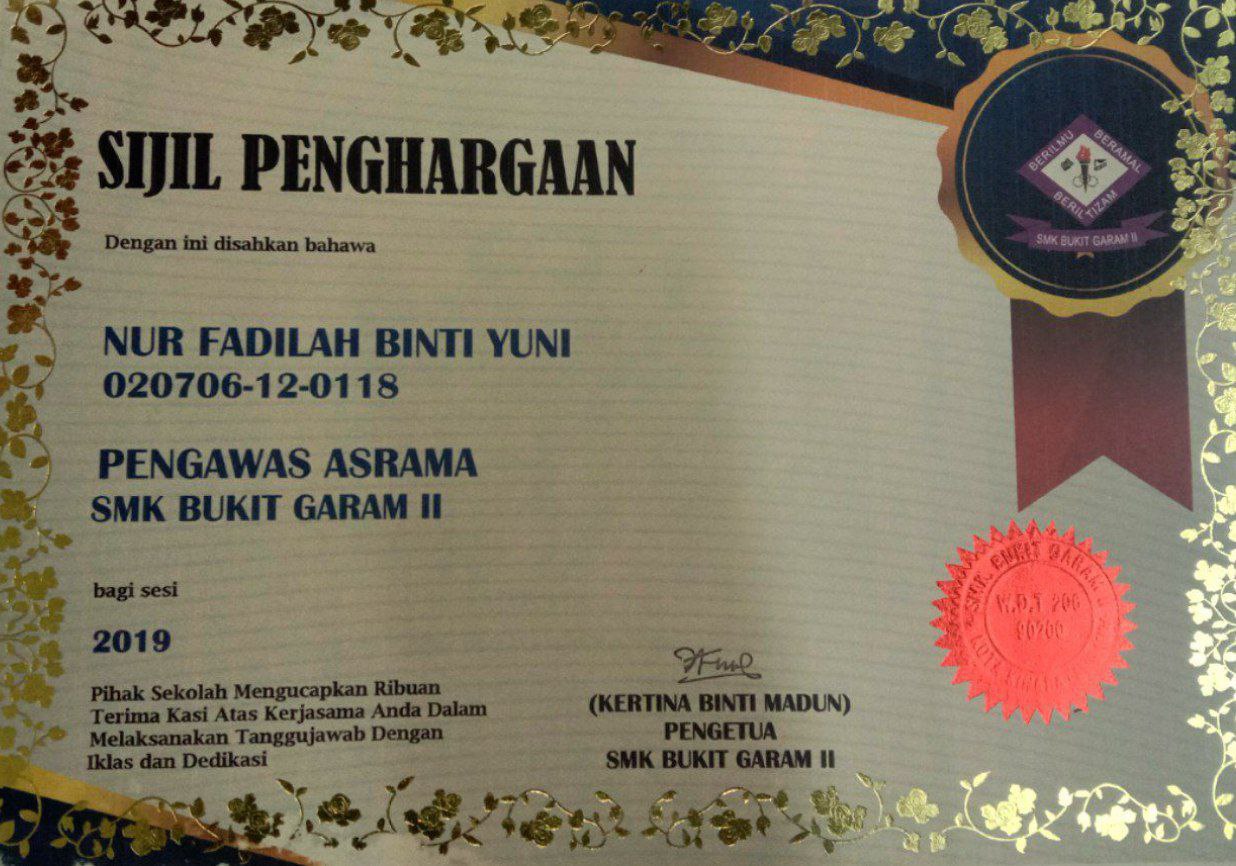 SIJIL PENGHARGAAN
Dengan ini disahkan bahawa
NUR FADILAH BINTI YUNI
020706-12-0118
PENGAWAS ASRAMA
SMK BUKIT GARAM II
bagi sesi
2019
Pihak Sekolah Mengucapkan Ribuan
Terima Kasi Atas Kerjasama Anda Dalam
Melaksanakan Tanggujawab Dengan
Iklas dan Dedikasi
(KERTINA BINTI MADUN)
PENGETUA
SMK BUKIT GARAM II
BERILMU
BERAMAL
BERILTIZAM
SMK BUKIT GARAM II
SMK. BUKIT GARAM
W.D.T 206
90200